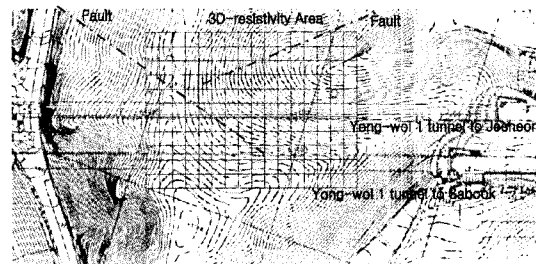 Fault
3D-resistivity Area
Fault
Yong-wol 1 tunnel to Jecheon
Yong-wol 1 tunnel to Sabook